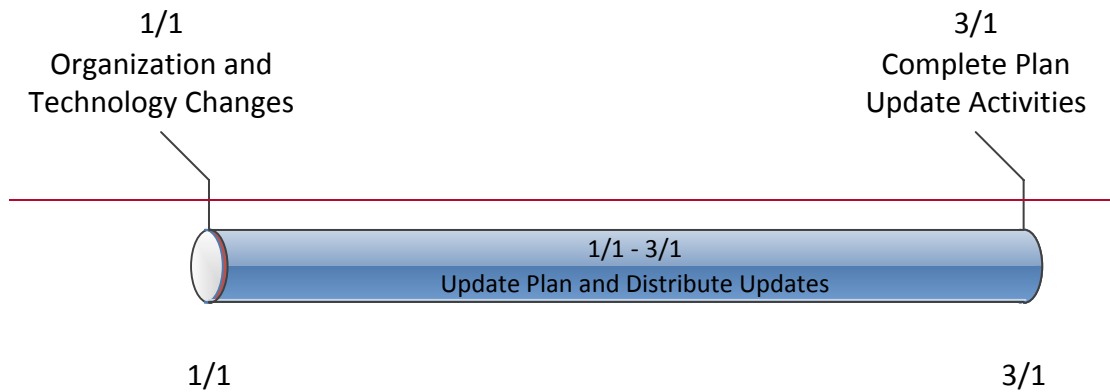 1/1
Organization and
Technology Changes
3/1
Complete Plan
Update Activities
1/1 - 3/1
Update Plan and Distribute Updates
1/1
3/1